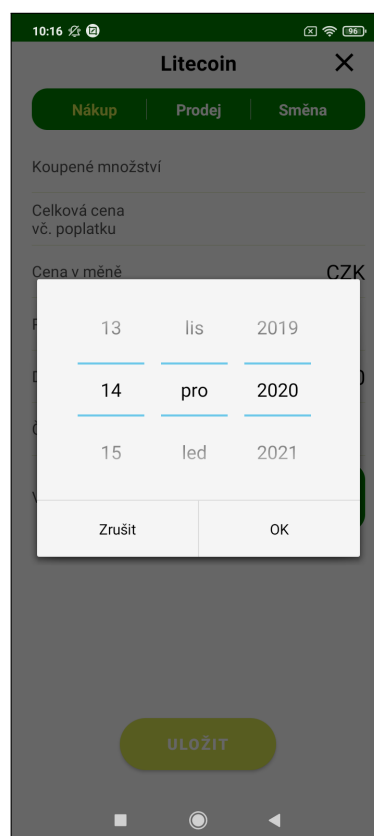 10:16
96
Litecoin
Nákup Prodej Směna
Koupené množství
Celková cena
vč. poplatku
Cena v měně CZK
13 lis 2019
14 pro 2020
15 led 2021
Zrušit OK
ULOŽIT